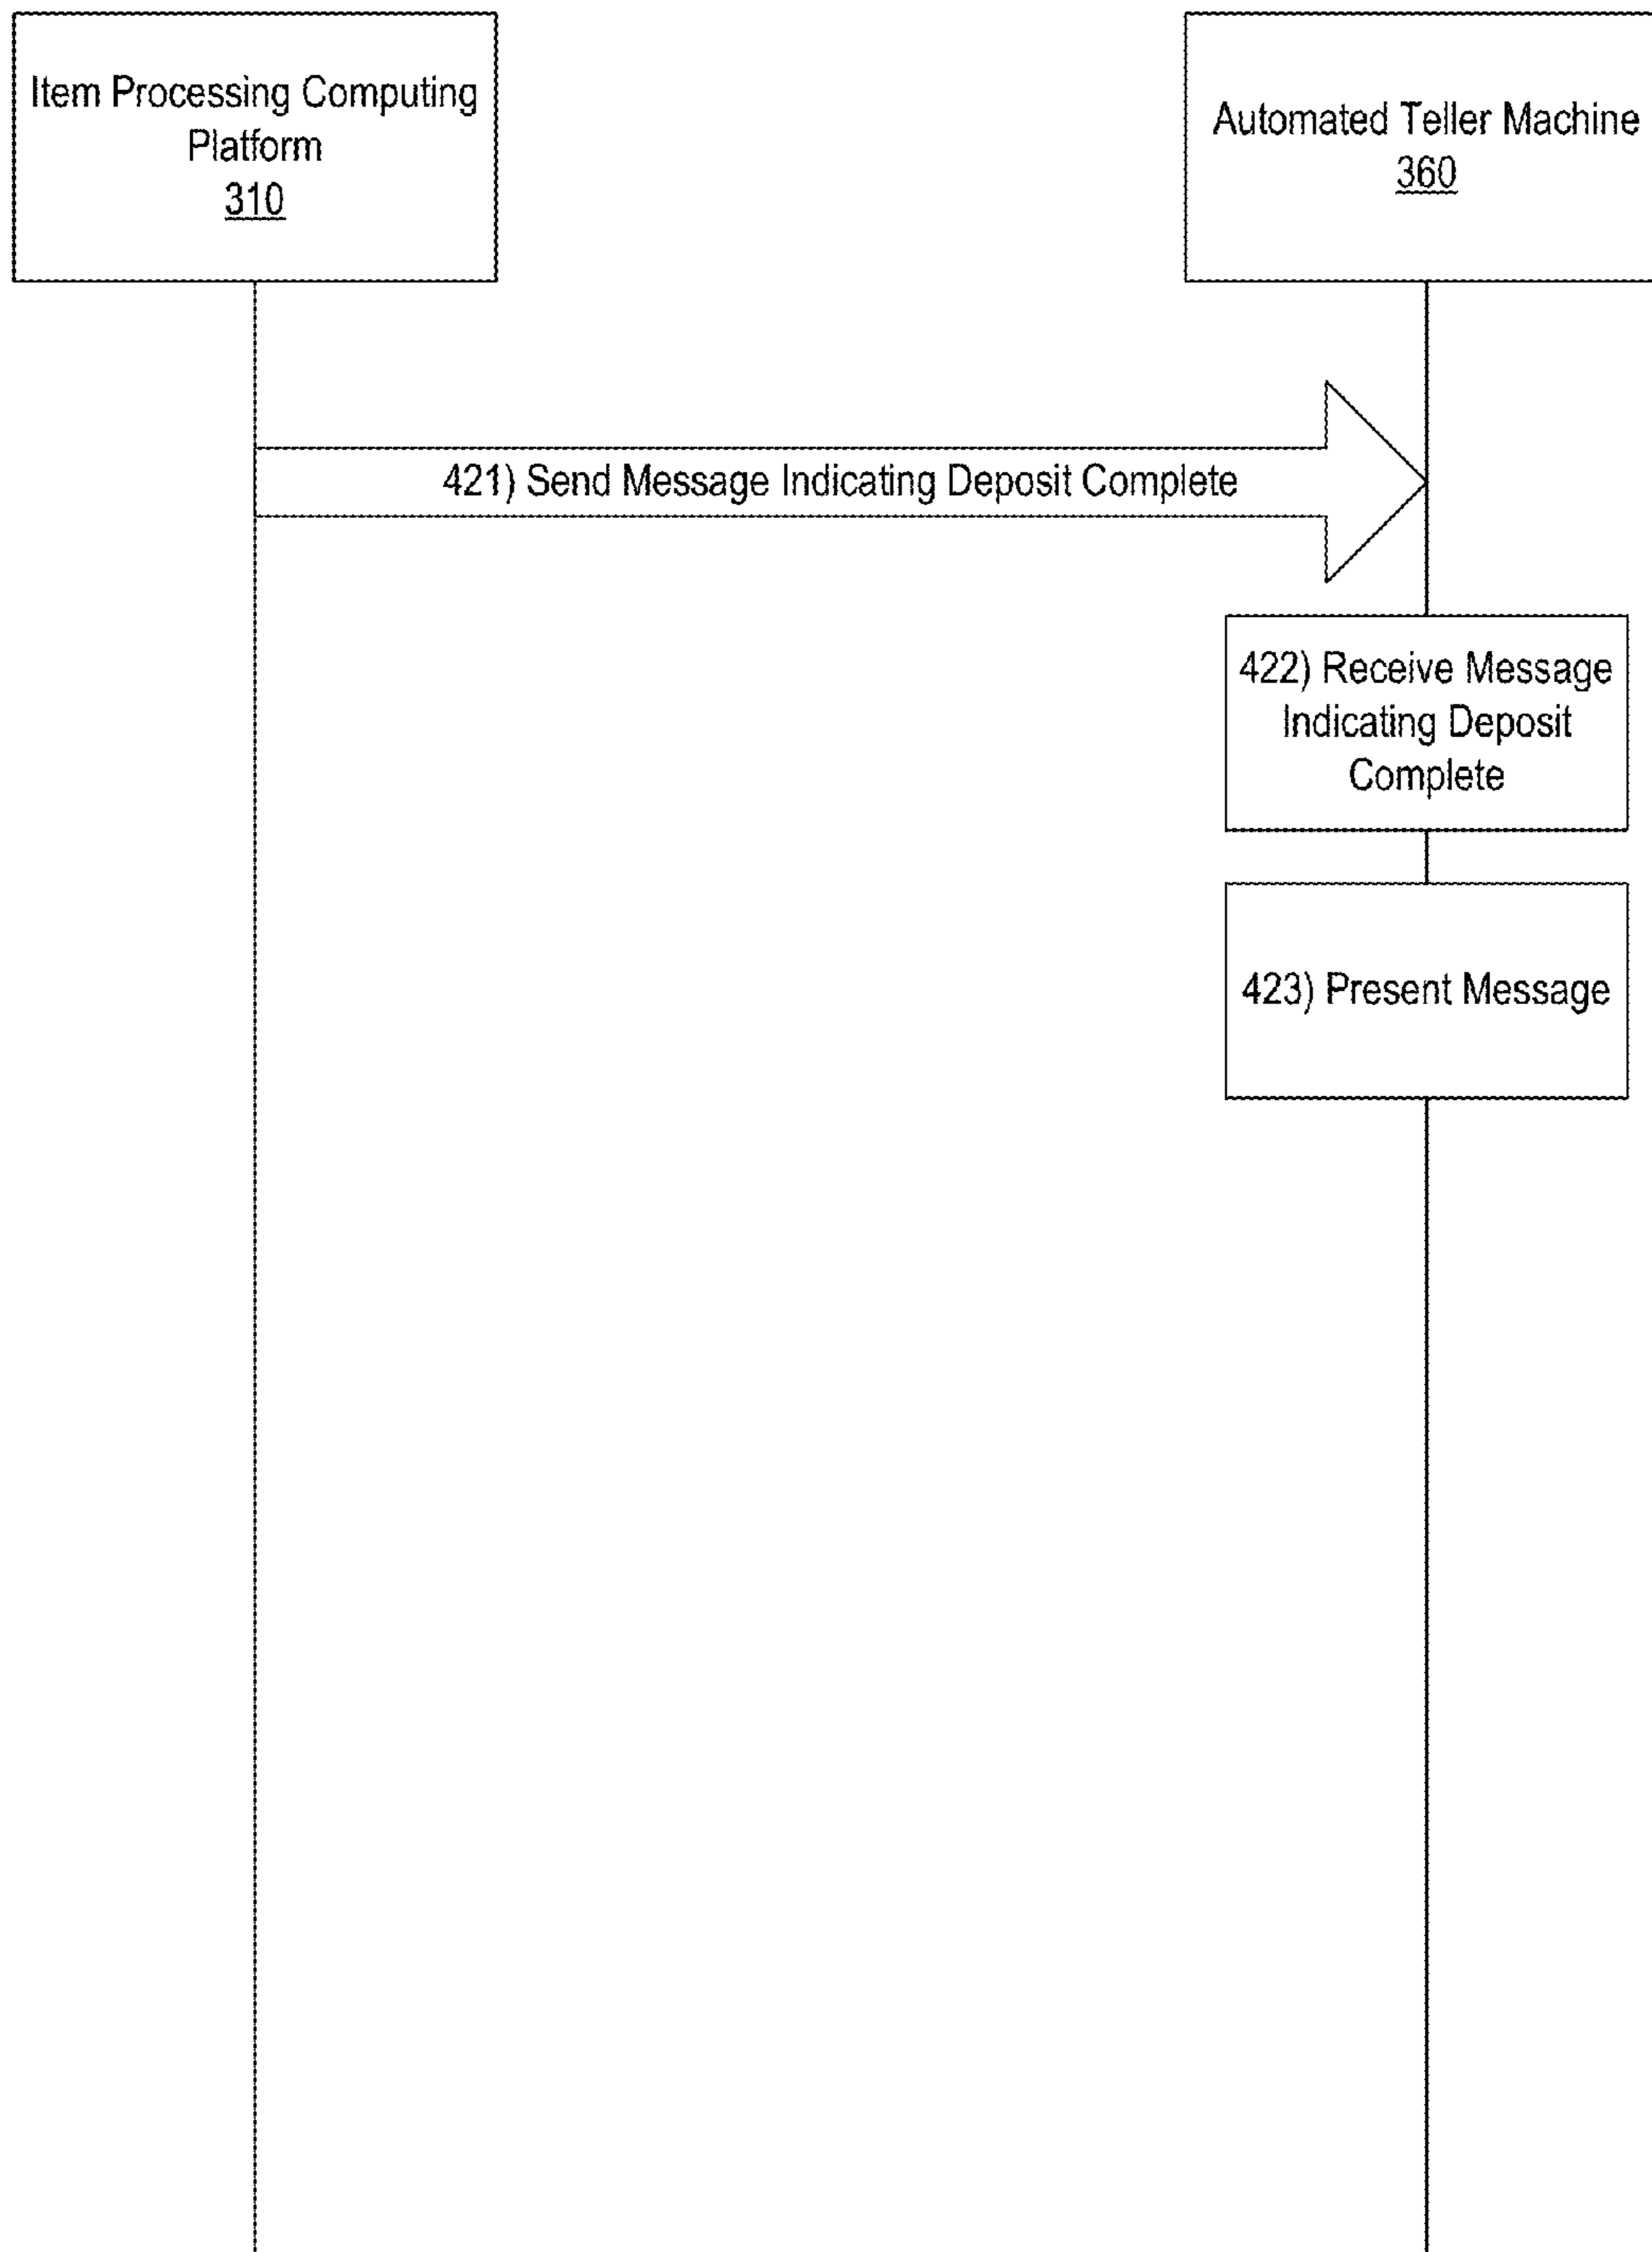 Item Processing Computing
Platform
310
Automated Teller Machine
360
421) Send Message Indicating Deposit Complete
422) Receive Message
Indicating Deposit
Complete
423) Present Message